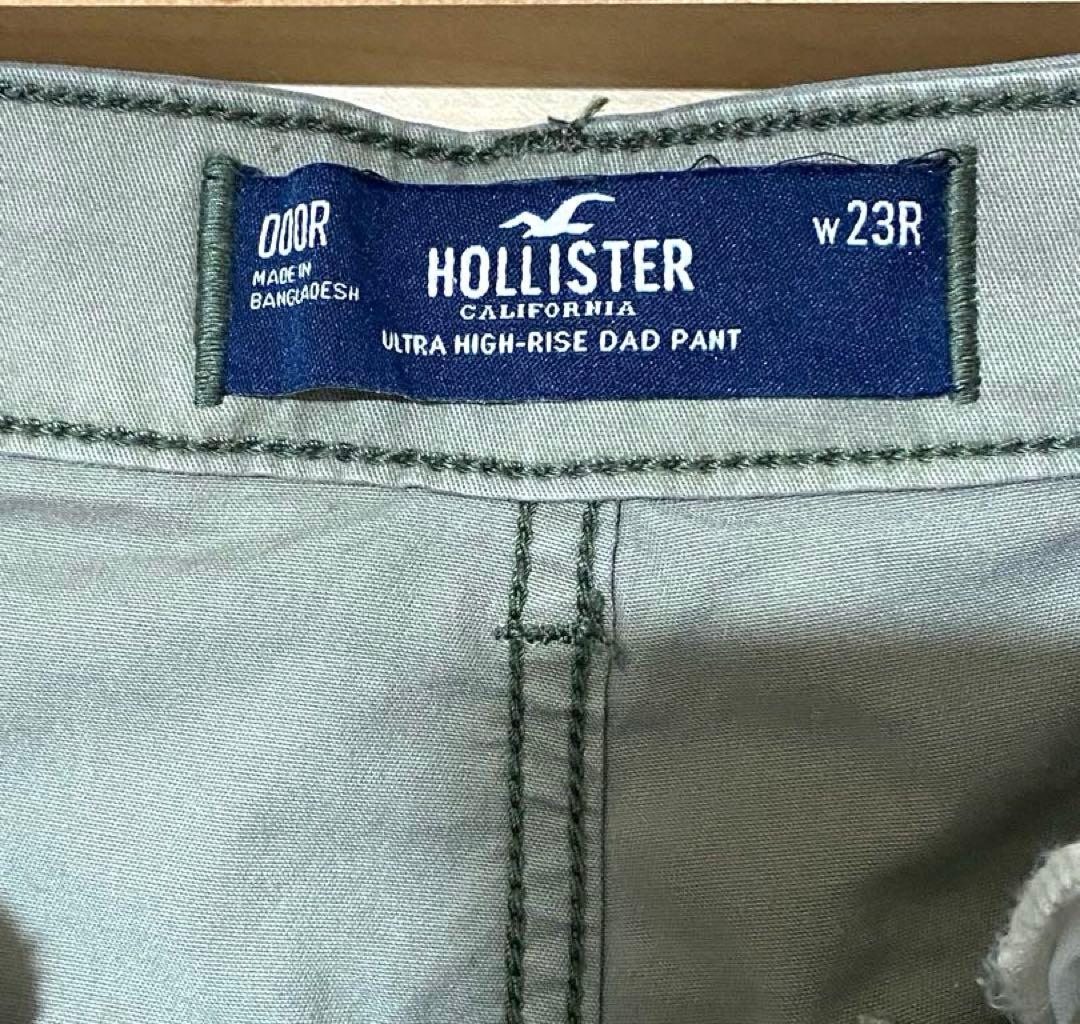 000R
MADE IN
BANGLADESH
HOLLISTER
CALIFORNIA
ULTRA HIGH-RISE DAD PANT
W23R